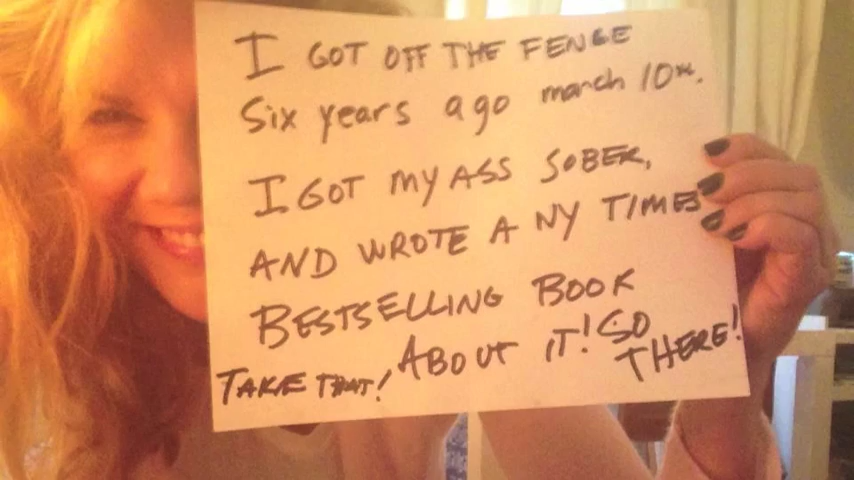 I GOT OFF THE FENCE
Six years ago march 10th.
I GOT MY ASS SOBER,
AND WROTE A NY TIMES
BESTSELLING BOOK
ABOUT IT! SO
THERE!
TAKE THAT!